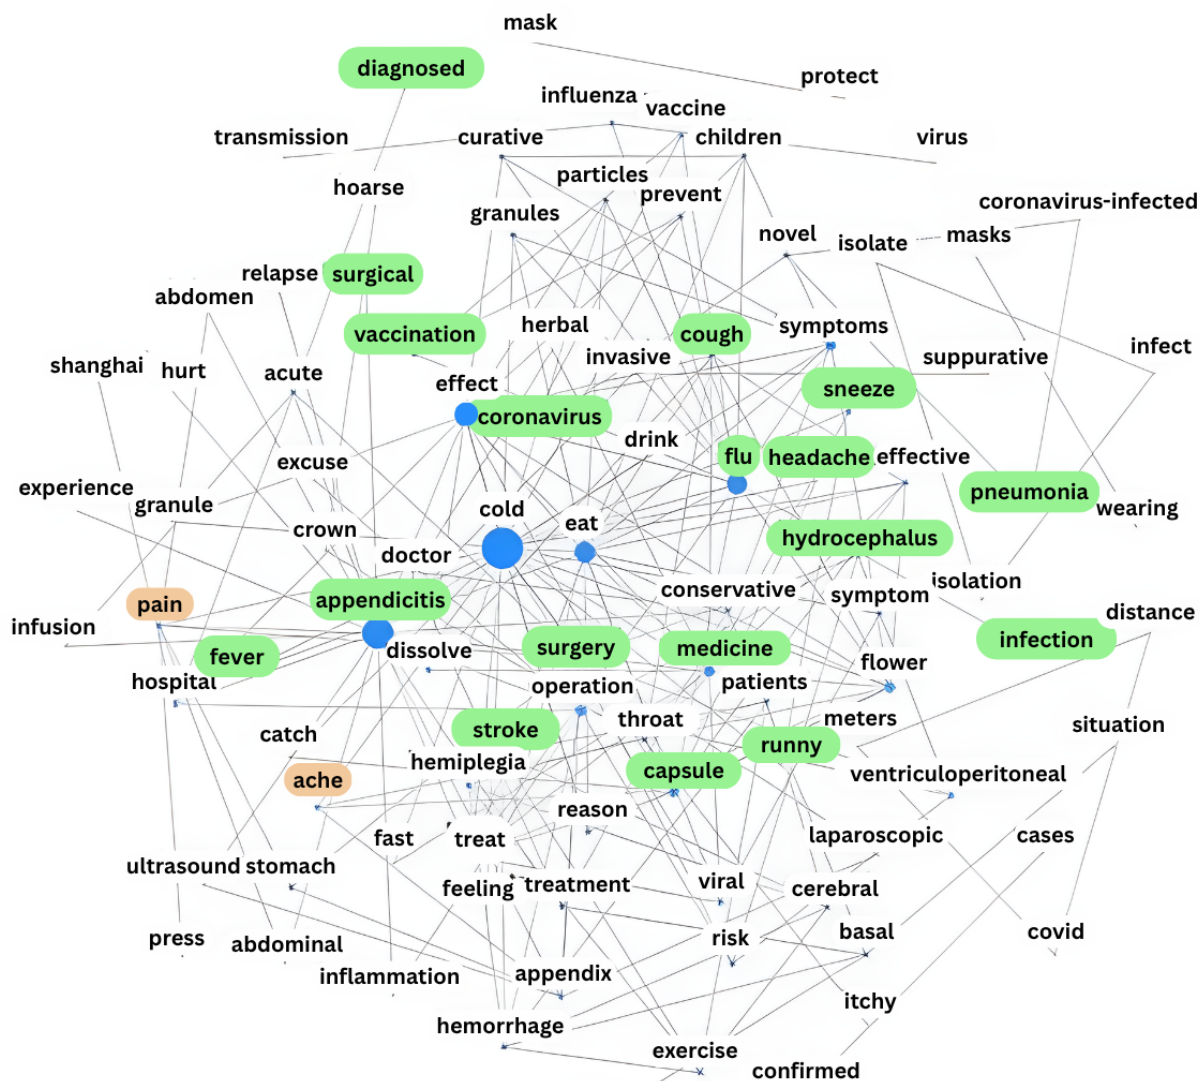 mask
diagnosed
protect
influenza
vaccine
transmission
curative
children
virus
particles
hoarse
prevent
coronavirus-infected
granules
novel
isolate
masks
relapse
surgical
abdomen
vaccination
herbal
cough
symptoms
shanghai
hurt
acute
invasive
suppurative
infect
effect
sneeze
coronavirus
drink
excuse
flu
headache
effective
experience
granule
pneumonia
wearing
crown
cold
eat
hydrocephalus
doctor
pain
appendicitis
conservative
symptom
isolation
distance
infusion
fever
dissolve
surgery
medicine
infection
hospital
operation
patients
flower
catch
stroke
throat
runny
meters
situation
ache
hemiplegia
capsule
ventriculoperitoneal
reason
fast
treat
laparoscopic
cases
ultrasound
stomach
feeling
treatment
viral
cerebral
press
abdominal
risk
basal
covid
inflammation
appendix
itchy
hemorrhage
exercise
confirmed